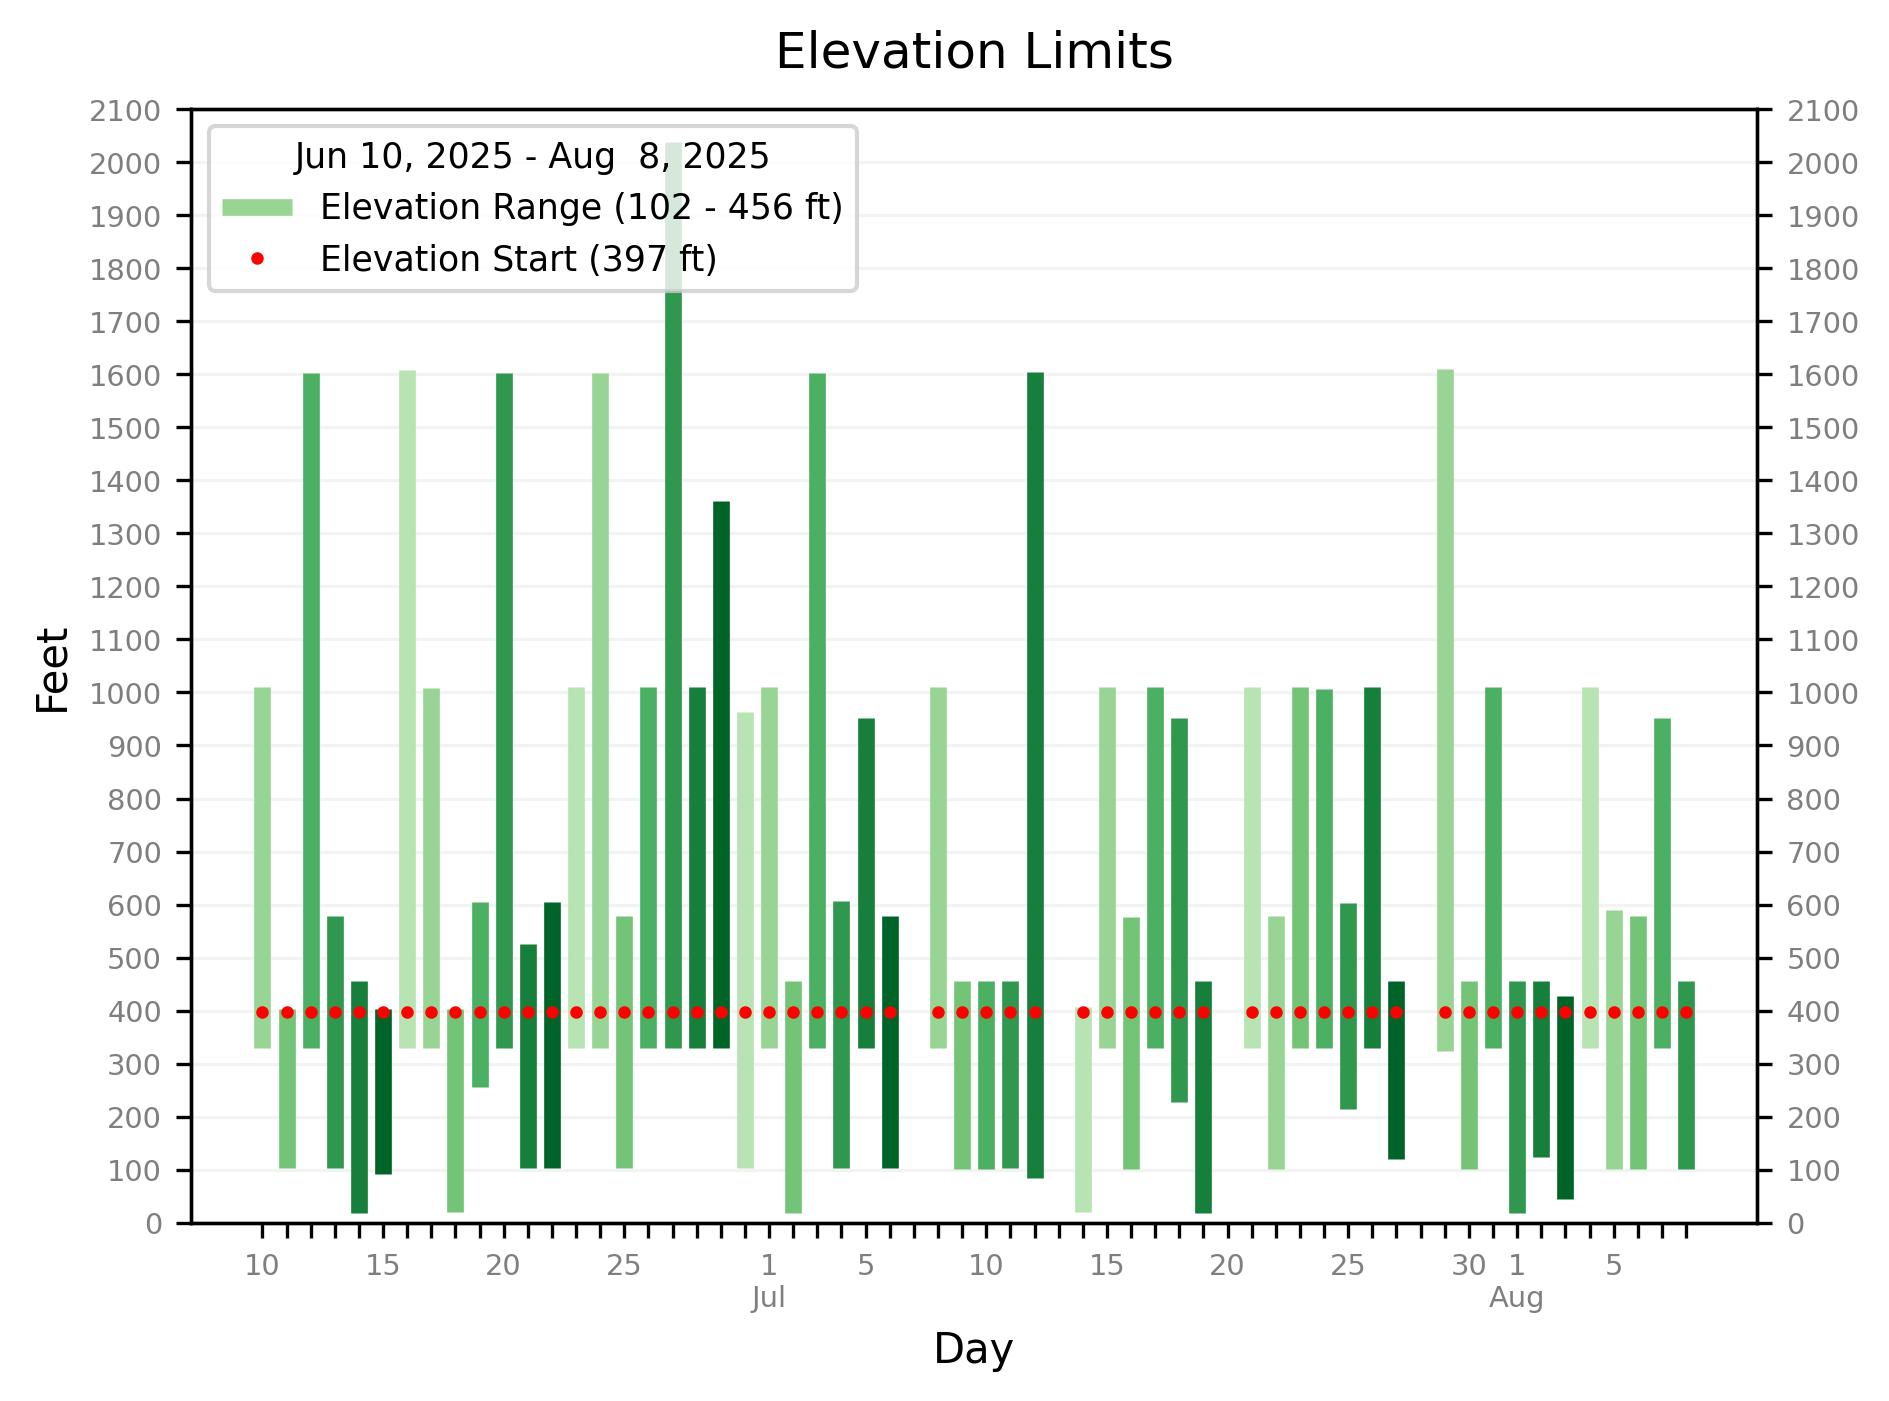 Elevation Limits
Jun 10, 2025 - Aug  8, 2025
Elevation Range (102 - 456 ft)
Elevation Start (397 ft)
2100 2100
2000 2000
1900 1900
1800 1800
1700 1700
1600 1600
1500 1500
1400 1400
1300 1300
1200 1200
1100 1100
1000 1000
900 900
800 800
700 700
600 600
500 500
400 400
300 300
200 200
100 100
0 0
Feet
10 15 20 25 1 5 10 15 20 25 30 1 5
Jul Aug
Day